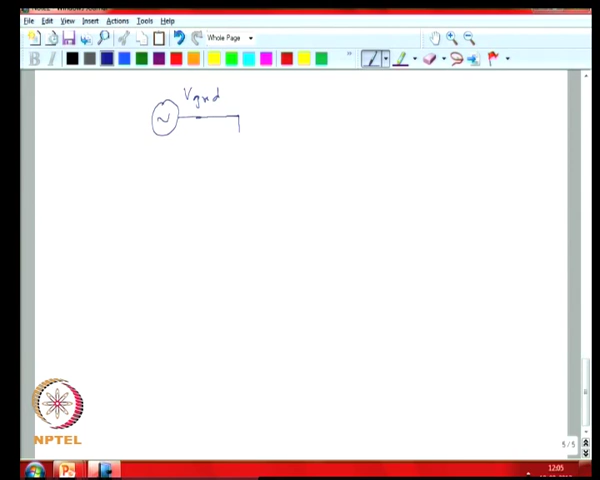 File Edit View Insert Actions Tools Help
Whole Page
B I
Vgnd
~
NPTEL
5 / 5
12:05